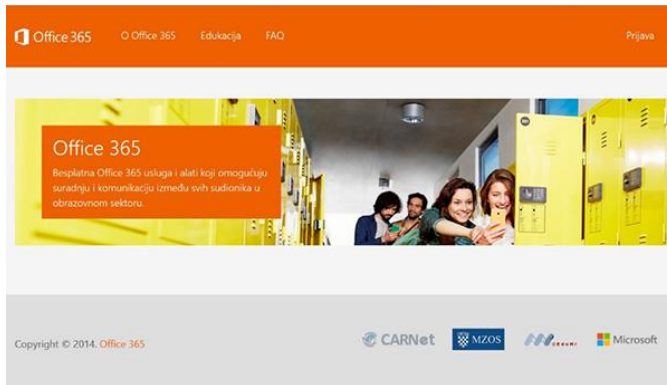 Office 365 O Office 365 Edukacija FAQ Prijava
Office 365
Besplatna Office 365 usluga i alati koji omogućuju
suradnju i komunikaciju između svih sudionika u
obrazovnom sektoru.
Copyright © 2014. Office 365 CARNet MZOS Microsoft